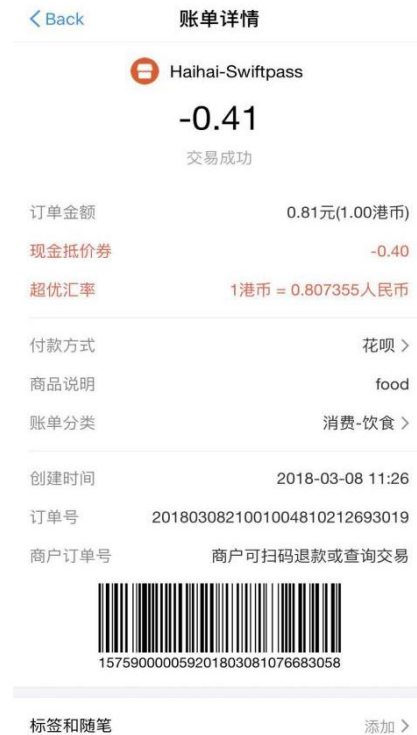 Back 账单详情
Haihai-Swiftpass
-0.41
交易成功
订单金额 0.81元(1.00港币)
现金抵价券 -0.40
超优汇率 1港币 = 0.807355人民币
付款方式 花呗
商品说明 food
账单分类 消费-饮食
创建时间 2018-03-08 11:26
订单号 2018030821001004810212693019
商户订单号 商户可扫码退款或查询交易
1575900000592018030810766830​58
标签和随笔 添加